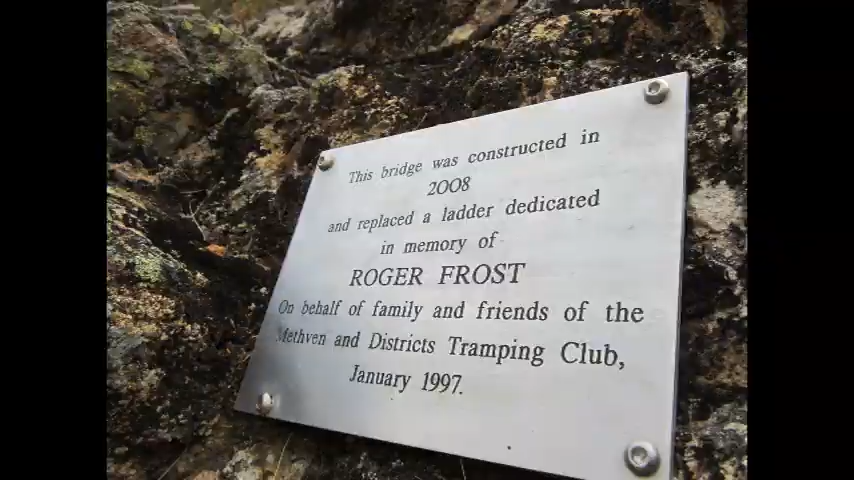 This bridge was constructed in
2008
and replaced a ladder dedicated
in memory of
ROGER FROST
On behalf of family and friends of the
Methven and Districts Tramping Club,
January 1997.